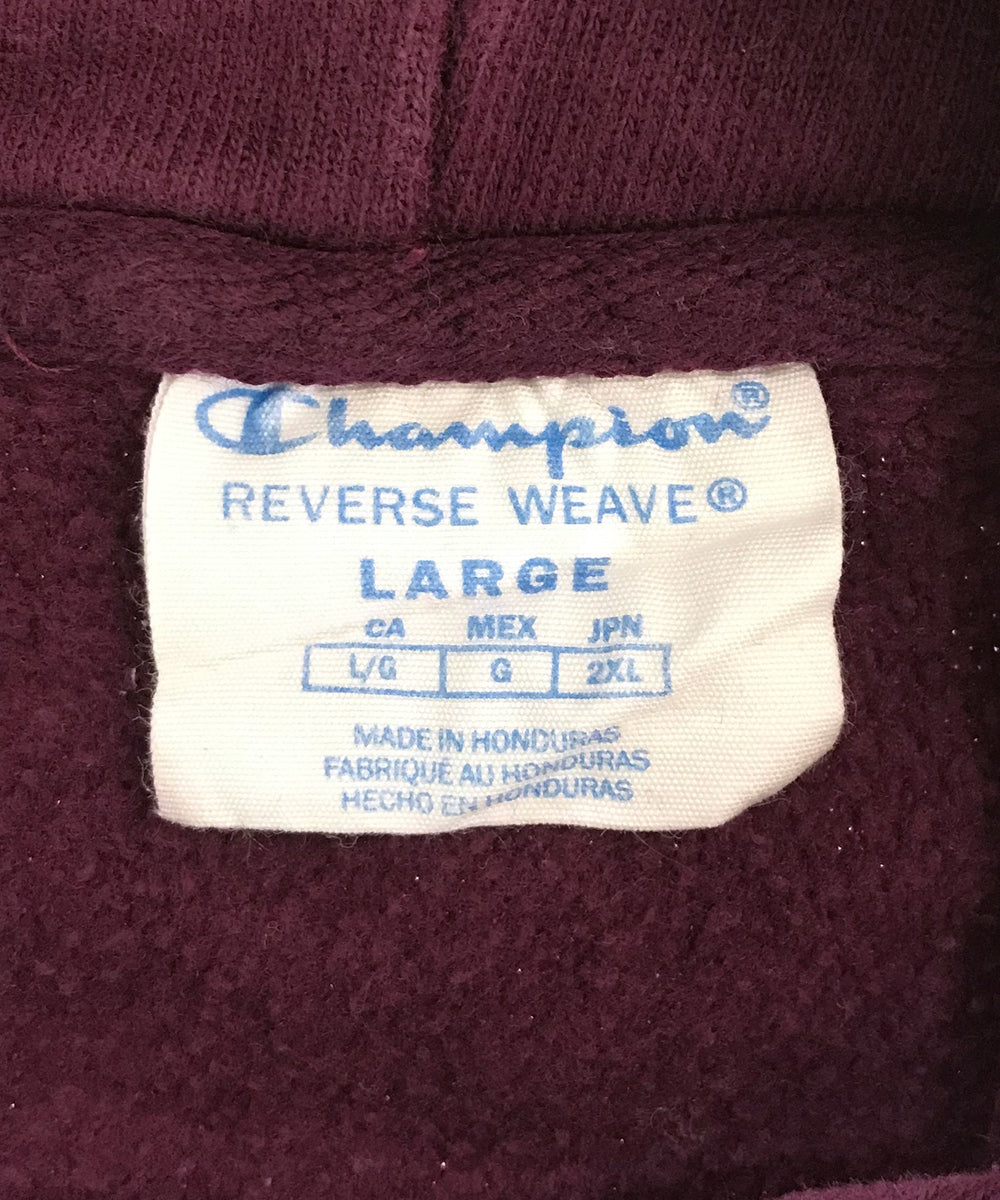 Champion®
REVERSE WEAVE®
LARGE
CA MEX JPN
L/G G 2XL
MADE IN HONDURAS
FABRIQUÉ AU HONDURAS
HECHO EN HONDURAS